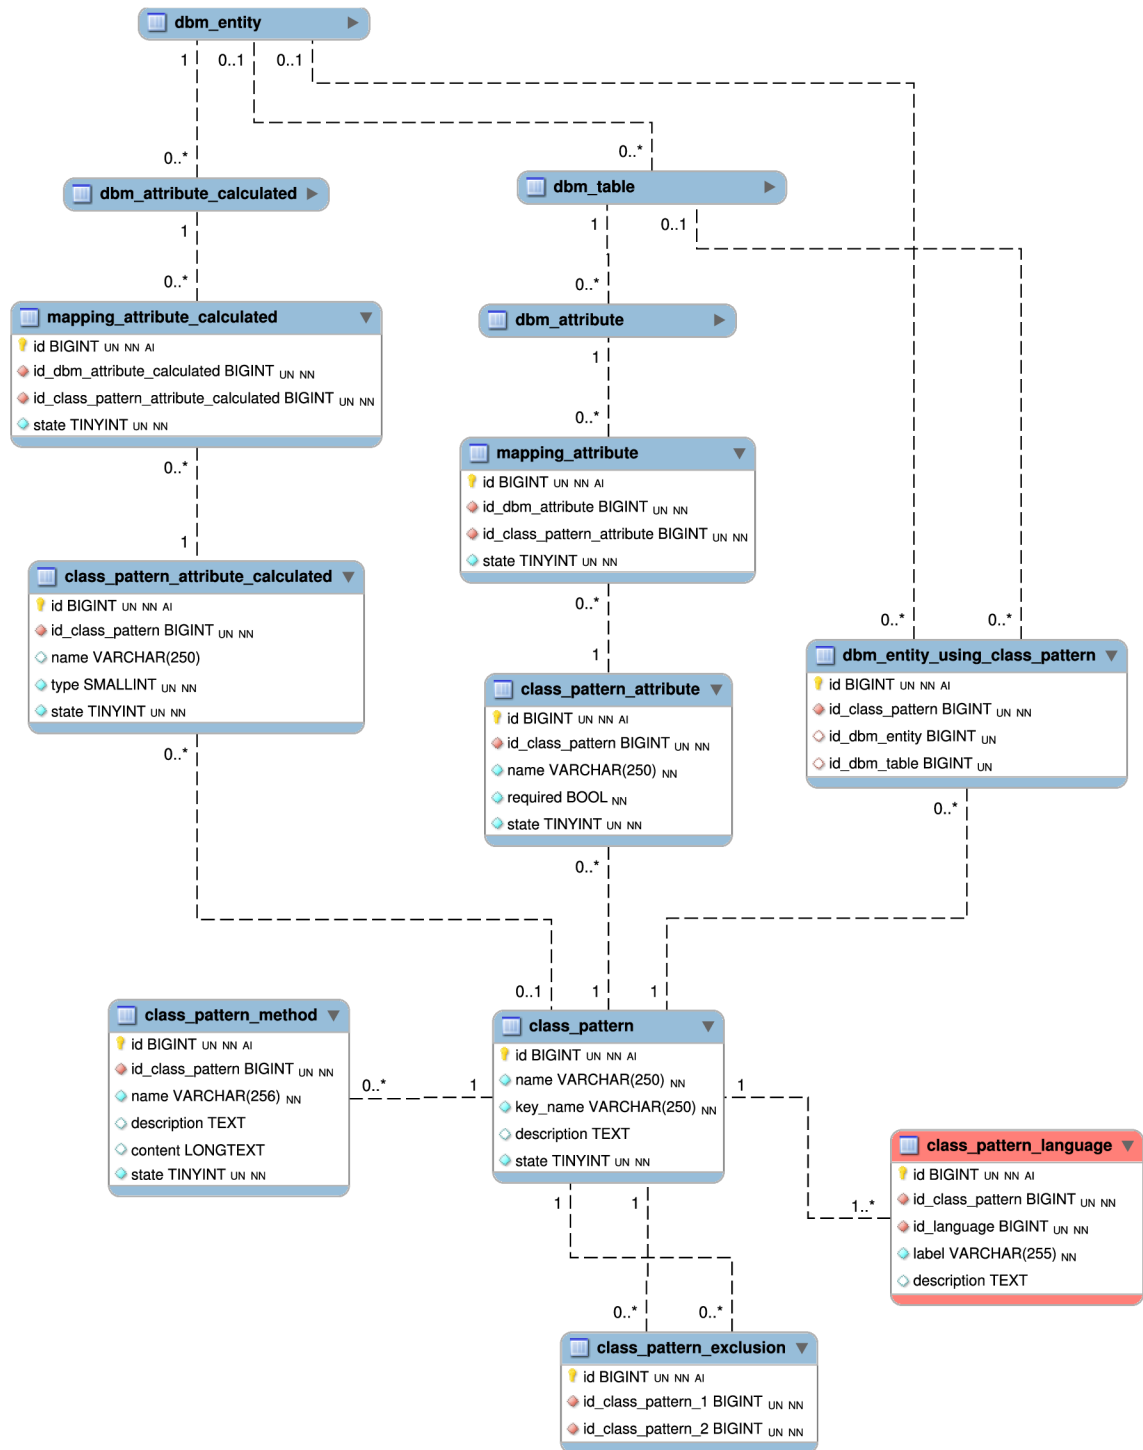 dbm_entity
1
0..1
0..1
0..*
0..*
dbm_attribute_calculated
dbm_table
1
1
0..1
0..*
0..*
mapping_attribute_calculated
id BIGINT UN NN AI
id_dbm_attribute_calculated BIGINT UN NN
id_class_pattern_attribute_calculated BIGINT UN NN
state TINYINT UN NN
dbm_attribute
1
0..*
0..*
1
mapping_attribute
id BIGINT UN NN AI
id_dbm_attribute BIGINT UN NN
id_class_pattern_attribute BIGINT UN NN
state TINYINT UN NN
class_pattern_attribute_calculated
id BIGINT UN NN AI
id_class_pattern BIGINT UN NN
name VARCHAR(250)
type SMALLINT UN NN
state TINYINT UN NN
0..*
1
0..*
0..*
class_pattern_attribute
id BIGINT UN NN AI
id_class_pattern BIGINT UN NN
name VARCHAR(250) NN
required BOOL NN
state TINYINT UN NN
dbm_entity_using_class_pattern
id BIGINT UN NN AI
id_class_pattern BIGINT UN NN
id_dbm_entity BIGINT UN
id_dbm_table BIGINT UN
0..*
0..*
0..*
0..1
1
1
class_pattern_method
id BIGINT UN NN AI
id_class_pattern BIGINT UN NN
name VARCHAR(256) NN
description TEXT
content LONGTEXT
state TINYINT UN NN
0..*
1
class_pattern
id BIGINT UN NN AI
name VARCHAR(250) NN
key_name VARCHAR(250) NN
description TEXT
state TINYINT UN NN
1
1..*
class_pattern_language
id BIGINT UN NN AI
id_class_pattern BIGINT UN NN
id_language BIGINT UN NN
label VARCHAR(255) NN
description TEXT
1
1
0..*
0..*
class_pattern_exclusion
id BIGINT UN NN AI
id_class_pattern_1 BIGINT UN NN
id_class_pattern_2 BIGINT UN NN